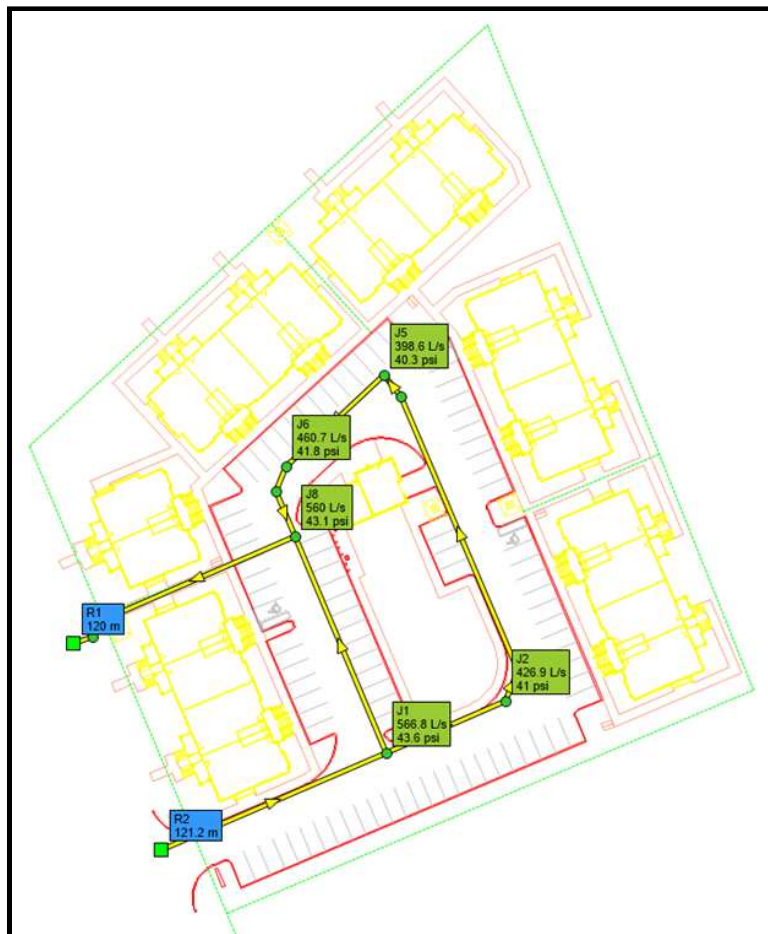 J5
398.6 L/s
40.3 psi
J6
460.7 L/s
41.8 psi
J8
560 L/s
43.1 psi
R1
120 m
J2
426.9 L/s
41 psi
J1
566.8 L/s
43.6 psi
R2
121.2 m